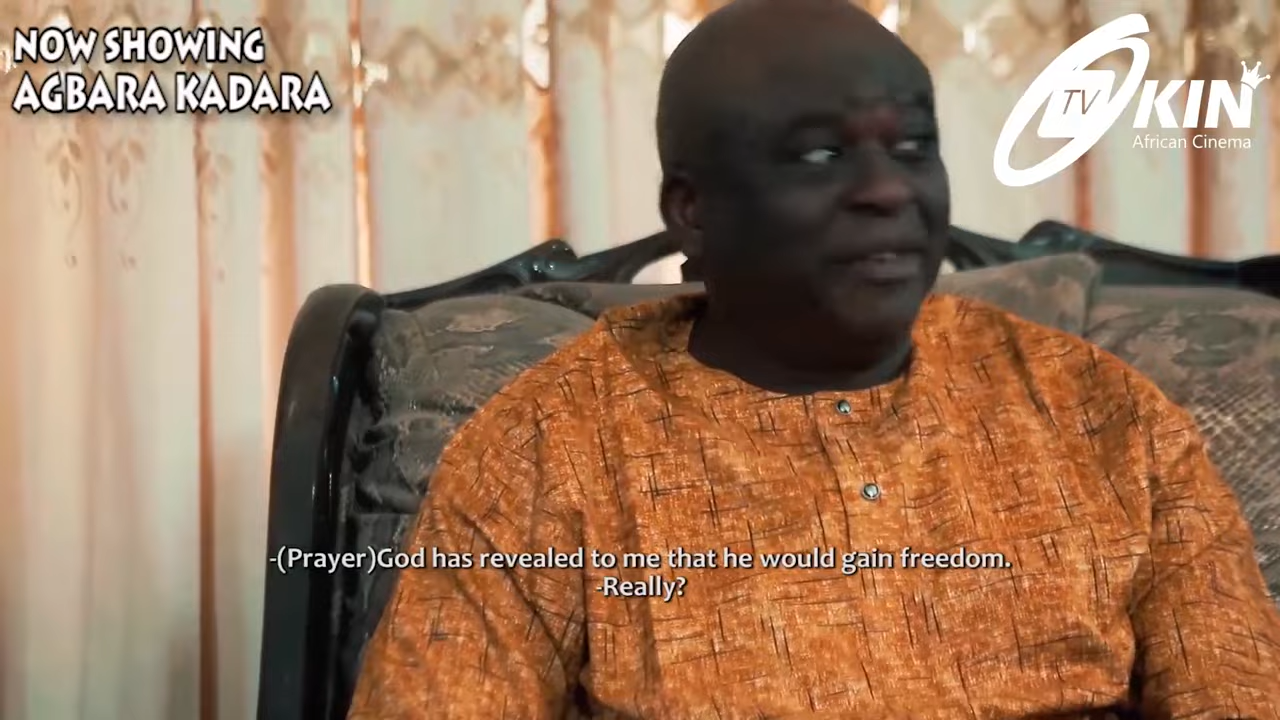 NOW SHOWING
AGBARA KADARA
TV
KIN
African Cinema
-(Prayer)God has revealed to me that he would gain freedom.
-Really?